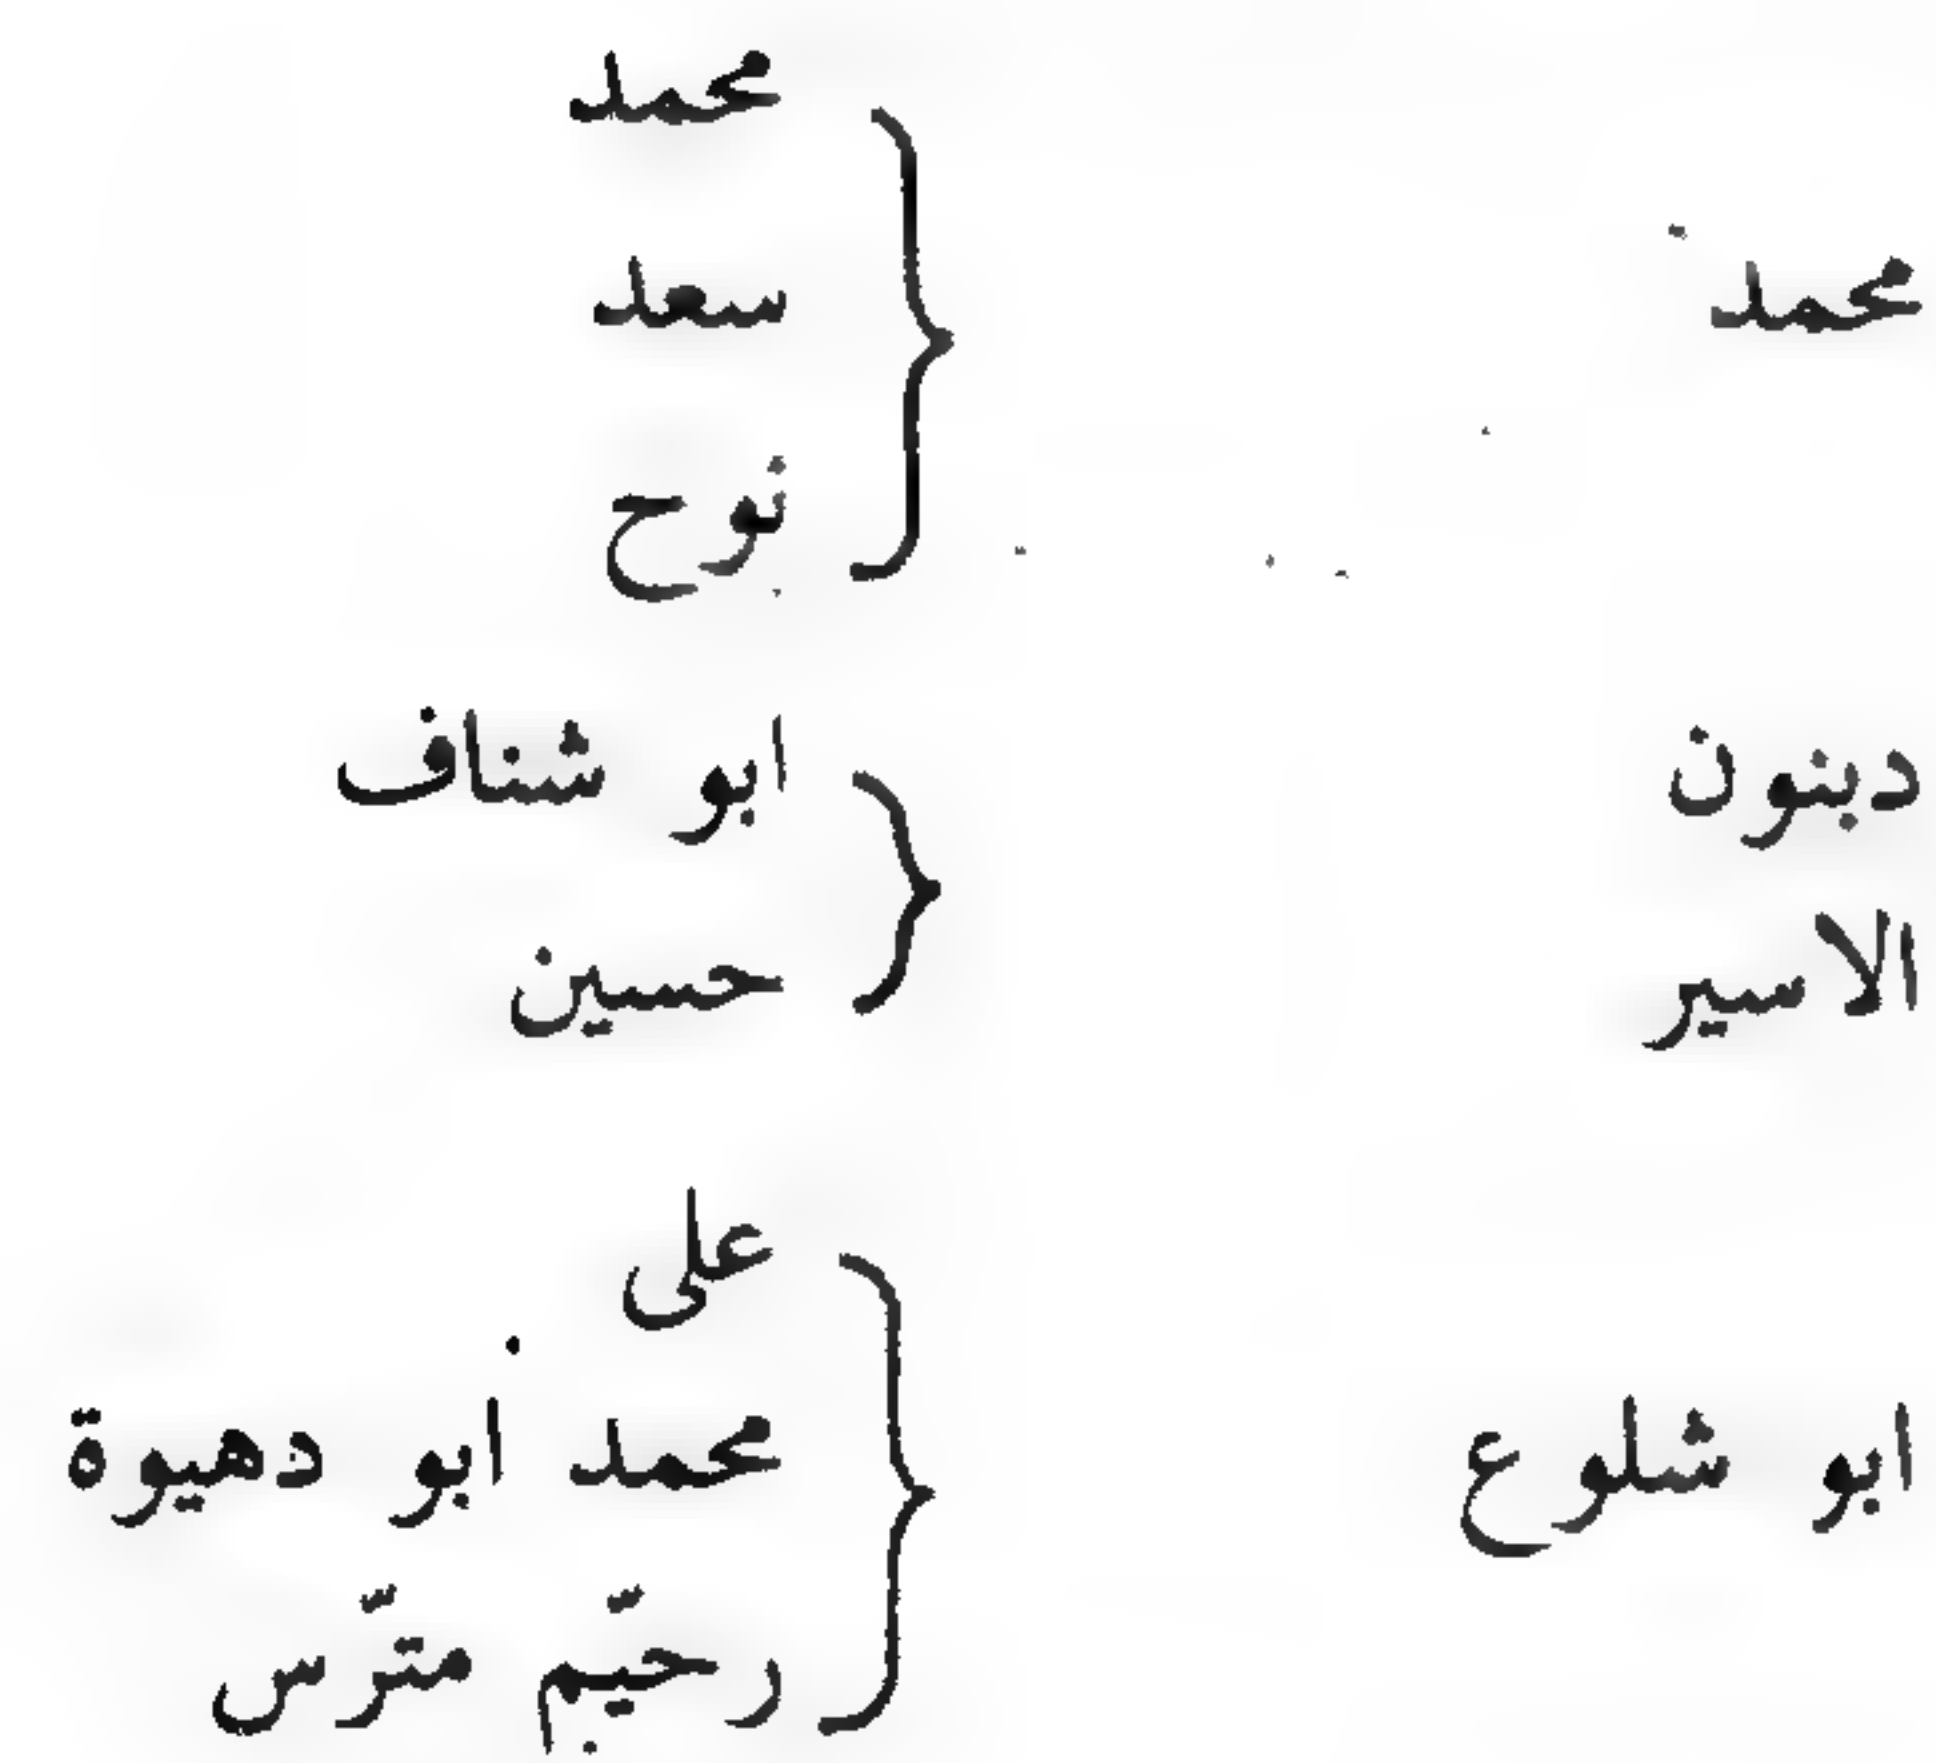 محمد
محمد
سعد
نوح
دبنون
ابو شناف
الاسير
حسين
على
ابو شلوع
محمد ابو دهيوة
رحيّم مترّس